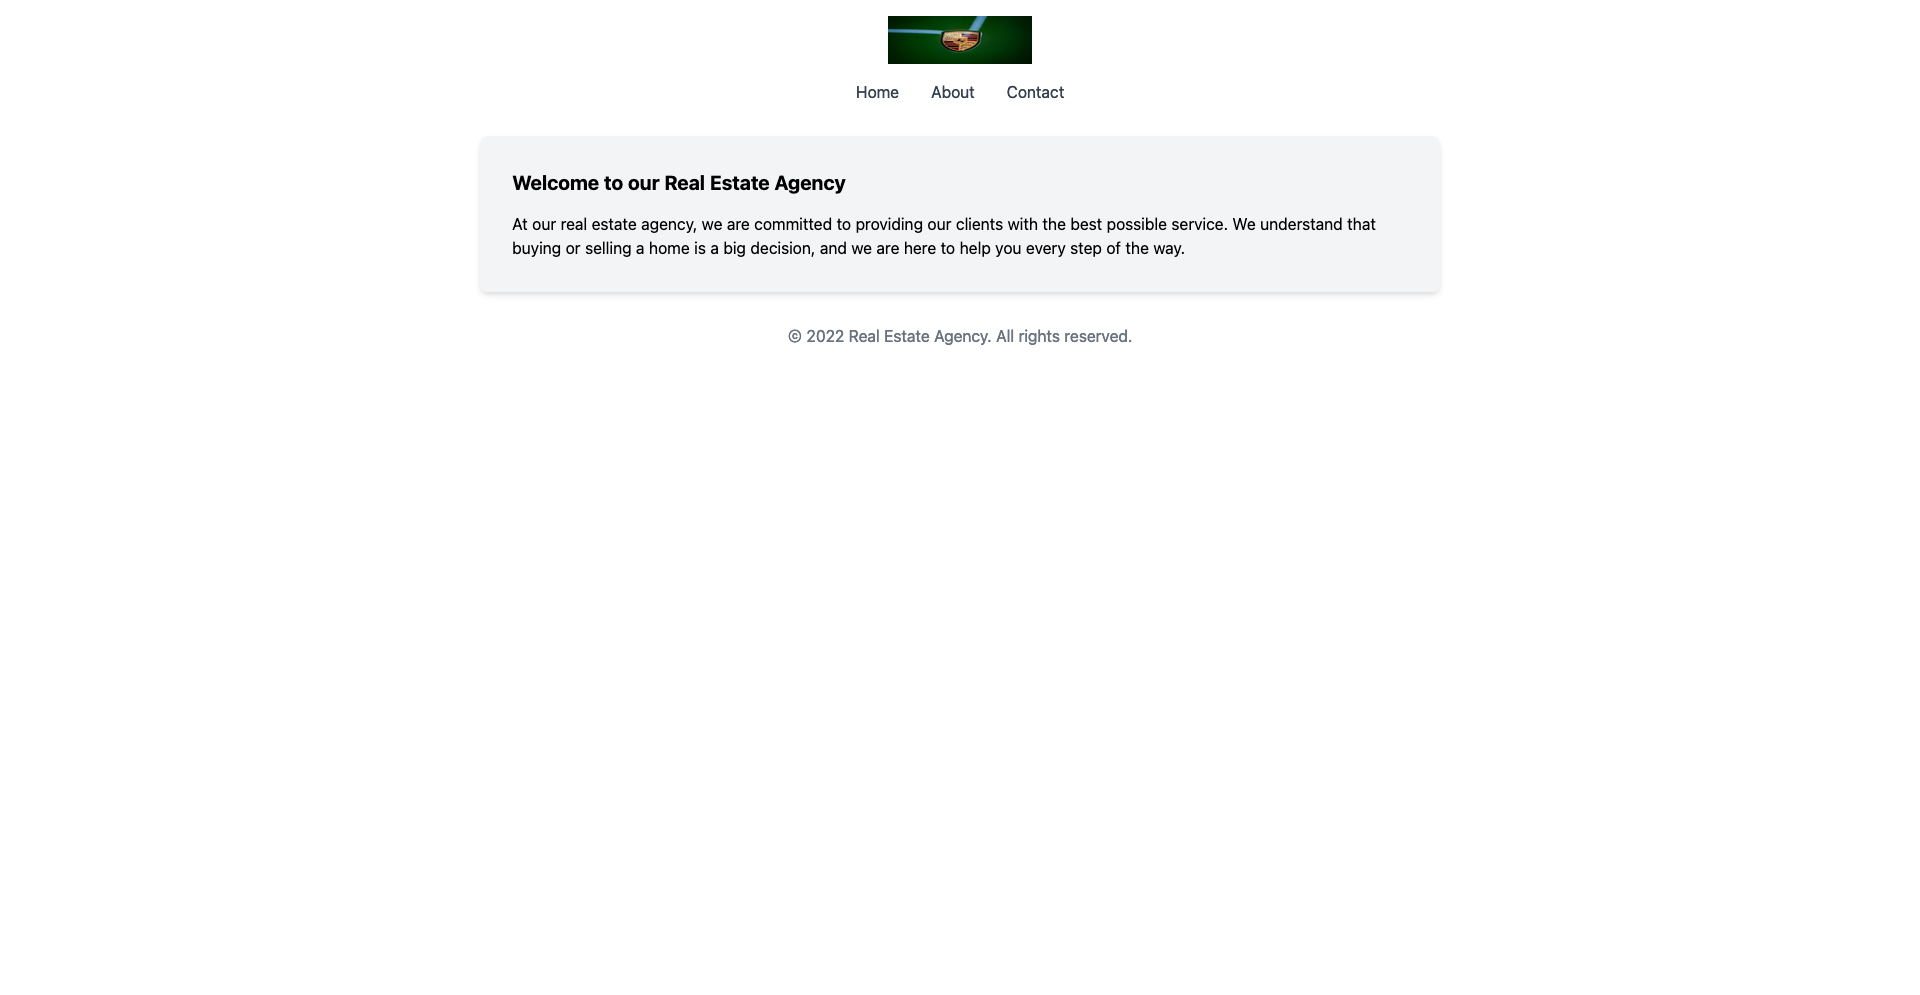 Home About Contact
Welcome to our Real Estate Agency
At our real estate agency, we are committed to providing our clients with the best possible service. We understand that
buying or selling a home is a big decision, and we are here to help you every step of the way.
© 2022 Real Estate Agency. All rights reserved.